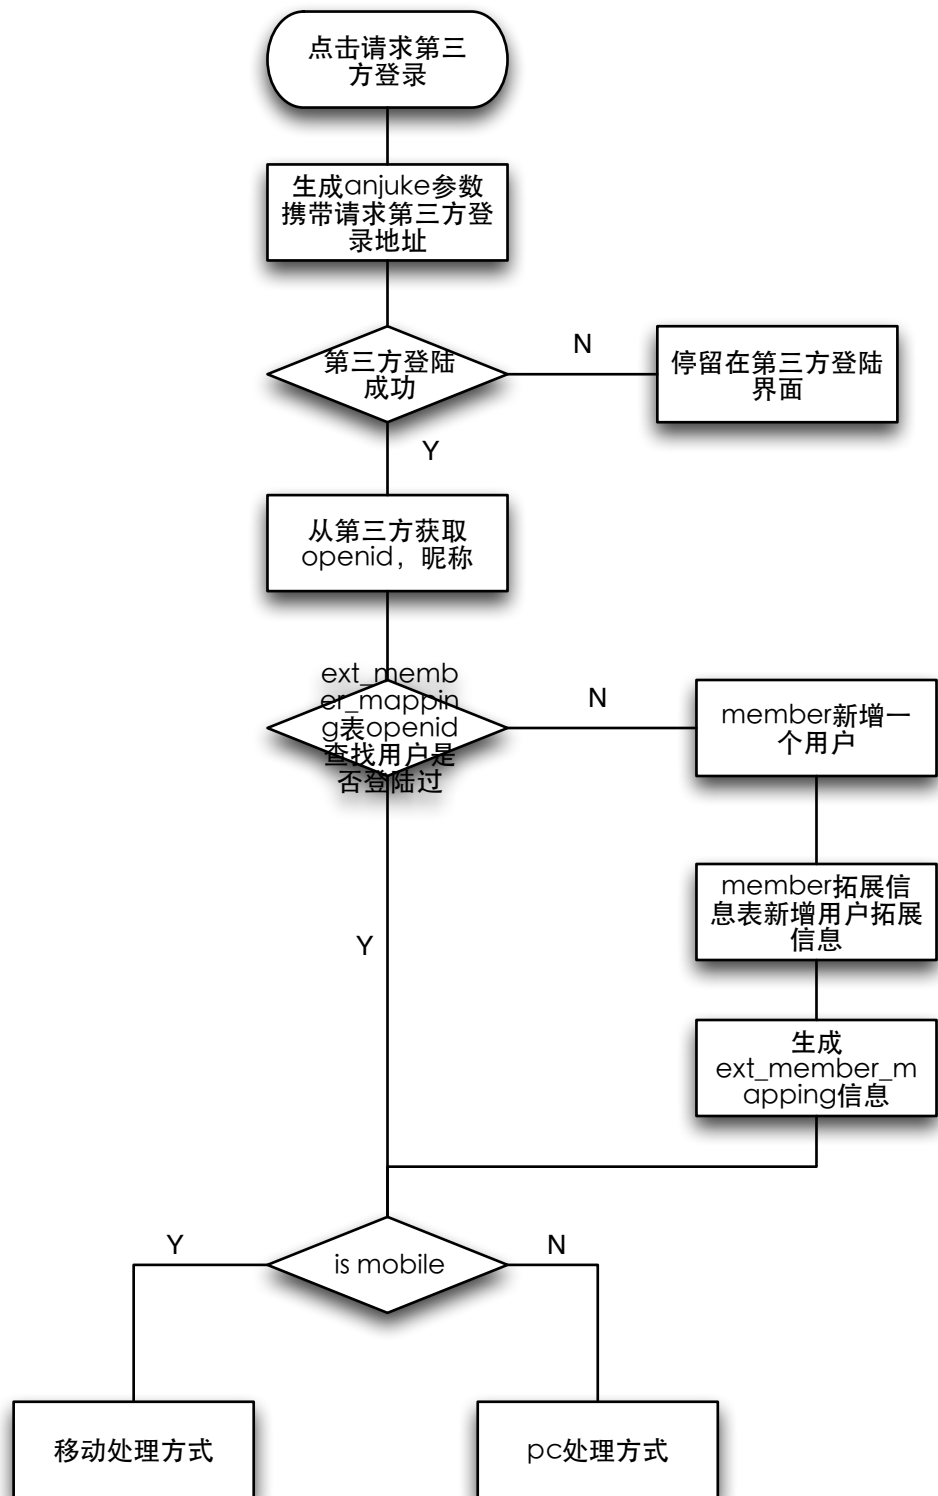 点击请求第三
方登录
生成anjuke参数
携带请求第三方登
录地址
第三方登陆
成功
N
停留在第三方登陆
界面
Y
从第三方获取
openid，昵称
ext_memb
er_mappin
g表openid
查找用户是
否登陆过
N
member新增一
个用户
member拓展信
息表新增用户拓展
信息
Y
生成
ext_member_m
apping信息
Y
is mobile
N
移动处理方式
pc处理方式